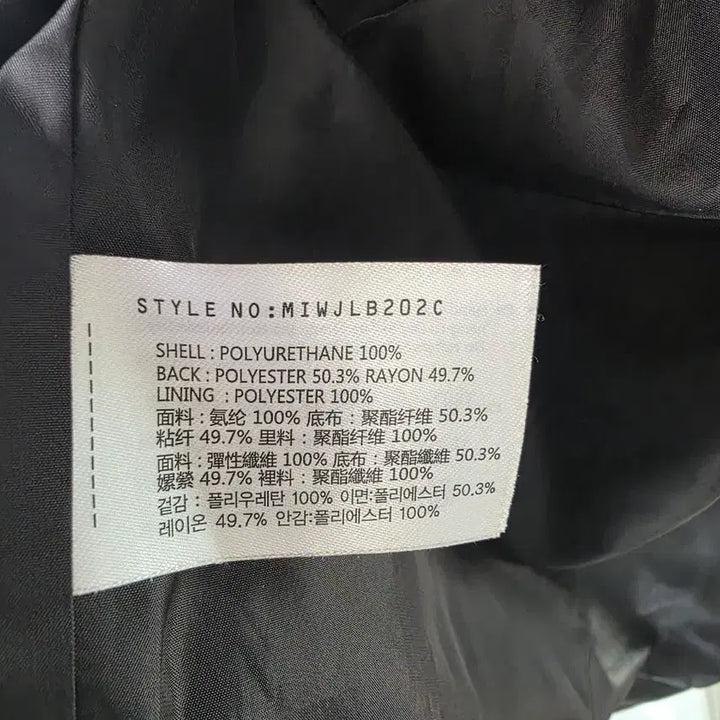 STYLE NO:MIWJLB202C
SHELL : POLYURETHANE 100%
BACK : POLYESTER 50.3% RAYON 49.7%
LINING : POLYESTER 100%
面料 : 氨纶 100% 底布 : 聚酯纤维 50.3%
粘纤 49.7% 里料 : 聚酯纤维 100%
面料 : 彈性纖維 100% 底布 : 聚酯纖維 50.3%
嫘縈 49.7% 裡料 : 聚酯纖維 100%
겉감 : 폴리우레탄 100% 이면:폴리에스터 50.3%
레이온 49.7% 안감:폴리에스터 100%